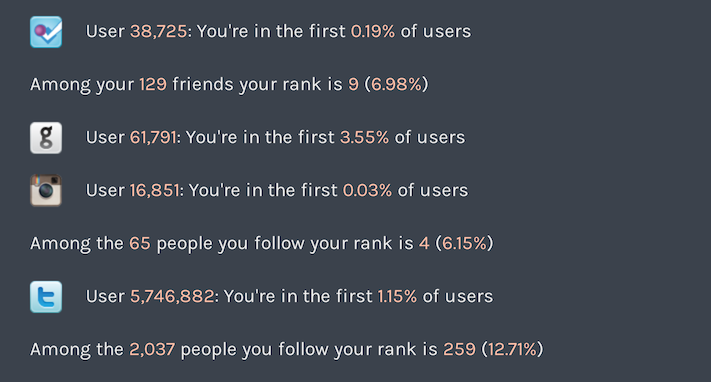 User 38,725: You're in the first 0.19% of users
Among your 129 friends your rank is 9 (6.98%)
g
User 61,791: You're in the first 3.55% of users
User 16,851: You're in the first 0.03% of users
Among the 65 people you follow your rank is 4 (6.15%)
t
User 5,746,882: You're in the first 1.15% of users
Among the 2,037 people you follow your rank is 259 (12.71%)